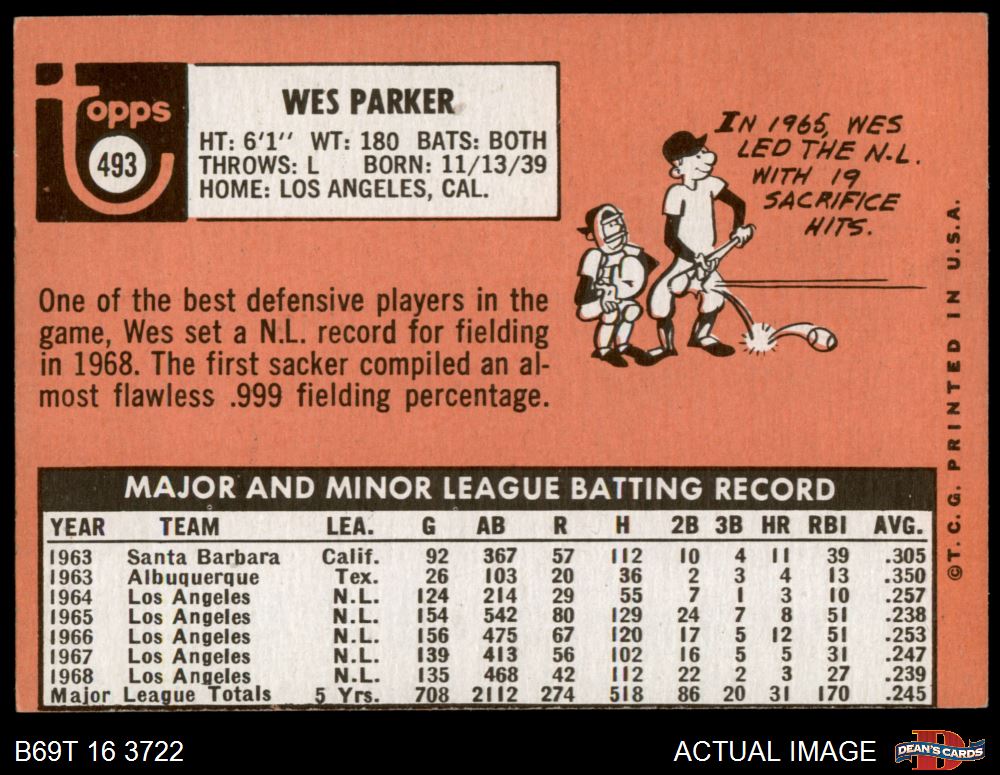 topps
493
WES PARKER
HT: 6'1'' WT: 180 BATS: BOTH
THROWS: L BORN: 11/13/39
HOME: LOS ANGELES, CAL.
IN 1965, WES
LED THE N.L.
WITH 19
SACRIFICE
HITS.
One of the best defensive players in the
game, Wes set a N.L. record for fielding
in 1968. The first sacker compiled an al-
most flawless .999 fielding percentage.
©T.C.G. PRINTED IN U.S.A.
MAJOR AND MINOR LEAGUE BATTING RECORD
YEAR TEAM LEA. G AB R H 2B 3B HR RBI AVG.
1963 Santa Barbara Calif. 92 367 57 112 10 4 11 39 .305
1963 Albuquerque Tex. 26 103 20 36 2 3 4 13 .350
1964 Los Angeles N.L. 124 214 29 55 7 1 3 10 .257
1965 Los Angeles N.L. 154 542 80 129 24 7 8 51 .238
1966 Los Angeles N.L. 156 475 67 120 17 5 12 51 .253
1967 Los Angeles N.L. 139 413 56 102 16 5 5 31 .247
1968 Los Angeles N.L. 135 468 42 112 22 2 3 27 .239
Major League Totals 5 Yrs. 708 2112 274 518 86 20 31 170 .245
B69T 16 3722
ACTUAL IMAGE
DEAN'S CARDS